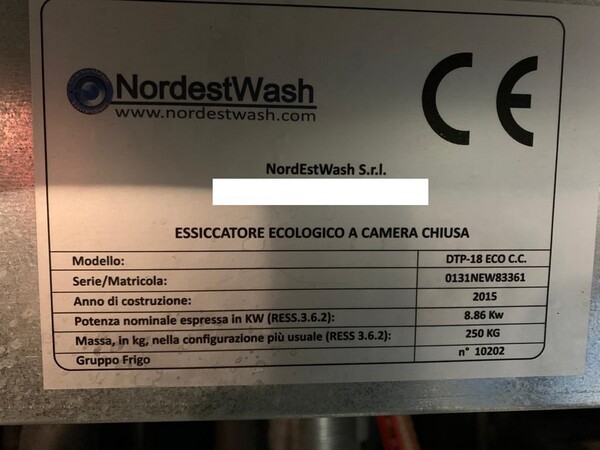 NordestWash
www.nordestwash.com
CE
NordEstWash S.r.l.
ESSICCATORE ECOLOGICO A CAMERA CHIUSA
Modello: DTP-18 ECO C.C.
Serie/Matricola: 0131NEW83361
Anno di costruzione: 2015
Potenza nominale espressa in KW (RESS.3.6.2): 8.86 Kw
Massa, in kg, nella configurazione più usuale (RESS 3.6.2): 250 KG
Gruppo Frigo n° 10202